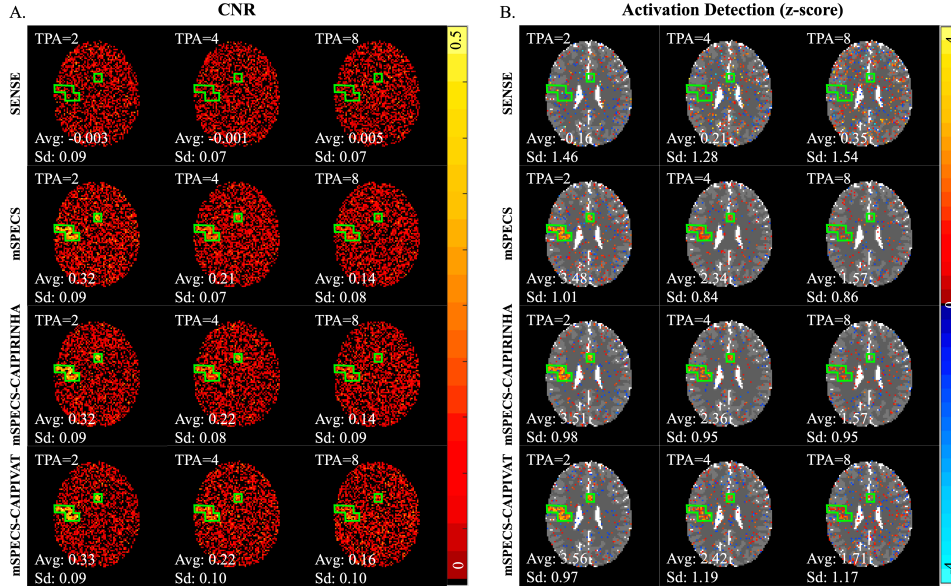 A. CNR
B. Activation Detection (z-score)
SENSE
TPA=2 TPA=4 TPA=8
Avg: -0.003 Avg: -0.001 Avg: 0.005
Sd: 0.09 Sd: 0.07 Sd: 0.07
mSPECS
TPA=2 TPA=4 TPA=8
Avg: 0.32 Avg: 0.21 Avg: 0.14
Sd: 0.09 Sd: 0.07 Sd: 0.08
mSPECS-CAIPIRINHA
TPA=2 TPA=4 TPA=8
Avg: 0.32 Avg: 0.22 Avg: 0.14
Sd: 0.09 Sd: 0.08 Sd: 0.09
mSPECS-CAIPIVAT
TPA=2 TPA=4 TPA=8
Avg: 0.33 Avg: 0.22 Avg: 0.16
Sd: 0.09 Sd: 0.10 Sd: 0.10
0.5
0
SENSE
TPA=2 TPA=4 TPA=8
Avg: -0.16 Avg: 0.21 Avg: 0.35
Sd: 1.46 Sd: 1.28 Sd: 1.54
mSPECS
TPA=2 TPA=4 TPA=8
Avg: 3.48 Avg: 2.34 Avg: 1.57
Sd: 1.01 Sd: 0.84 Sd: 0.86
mSPECS-CAIPIRINHA
TPA=2 TPA=4 TPA=8
Avg: 3.51 Avg: 2.36 Avg: 1.57
Sd: 0.98 Sd: 0.95 Sd: 0.95
mSPECS-CAIPIVAT
TPA=2 TPA=4 TPA=8
Avg: 3.56 Avg: 2.42 Avg: 1.71
Sd: 0.97 Sd: 1.19 Sd: 1.17
4
0